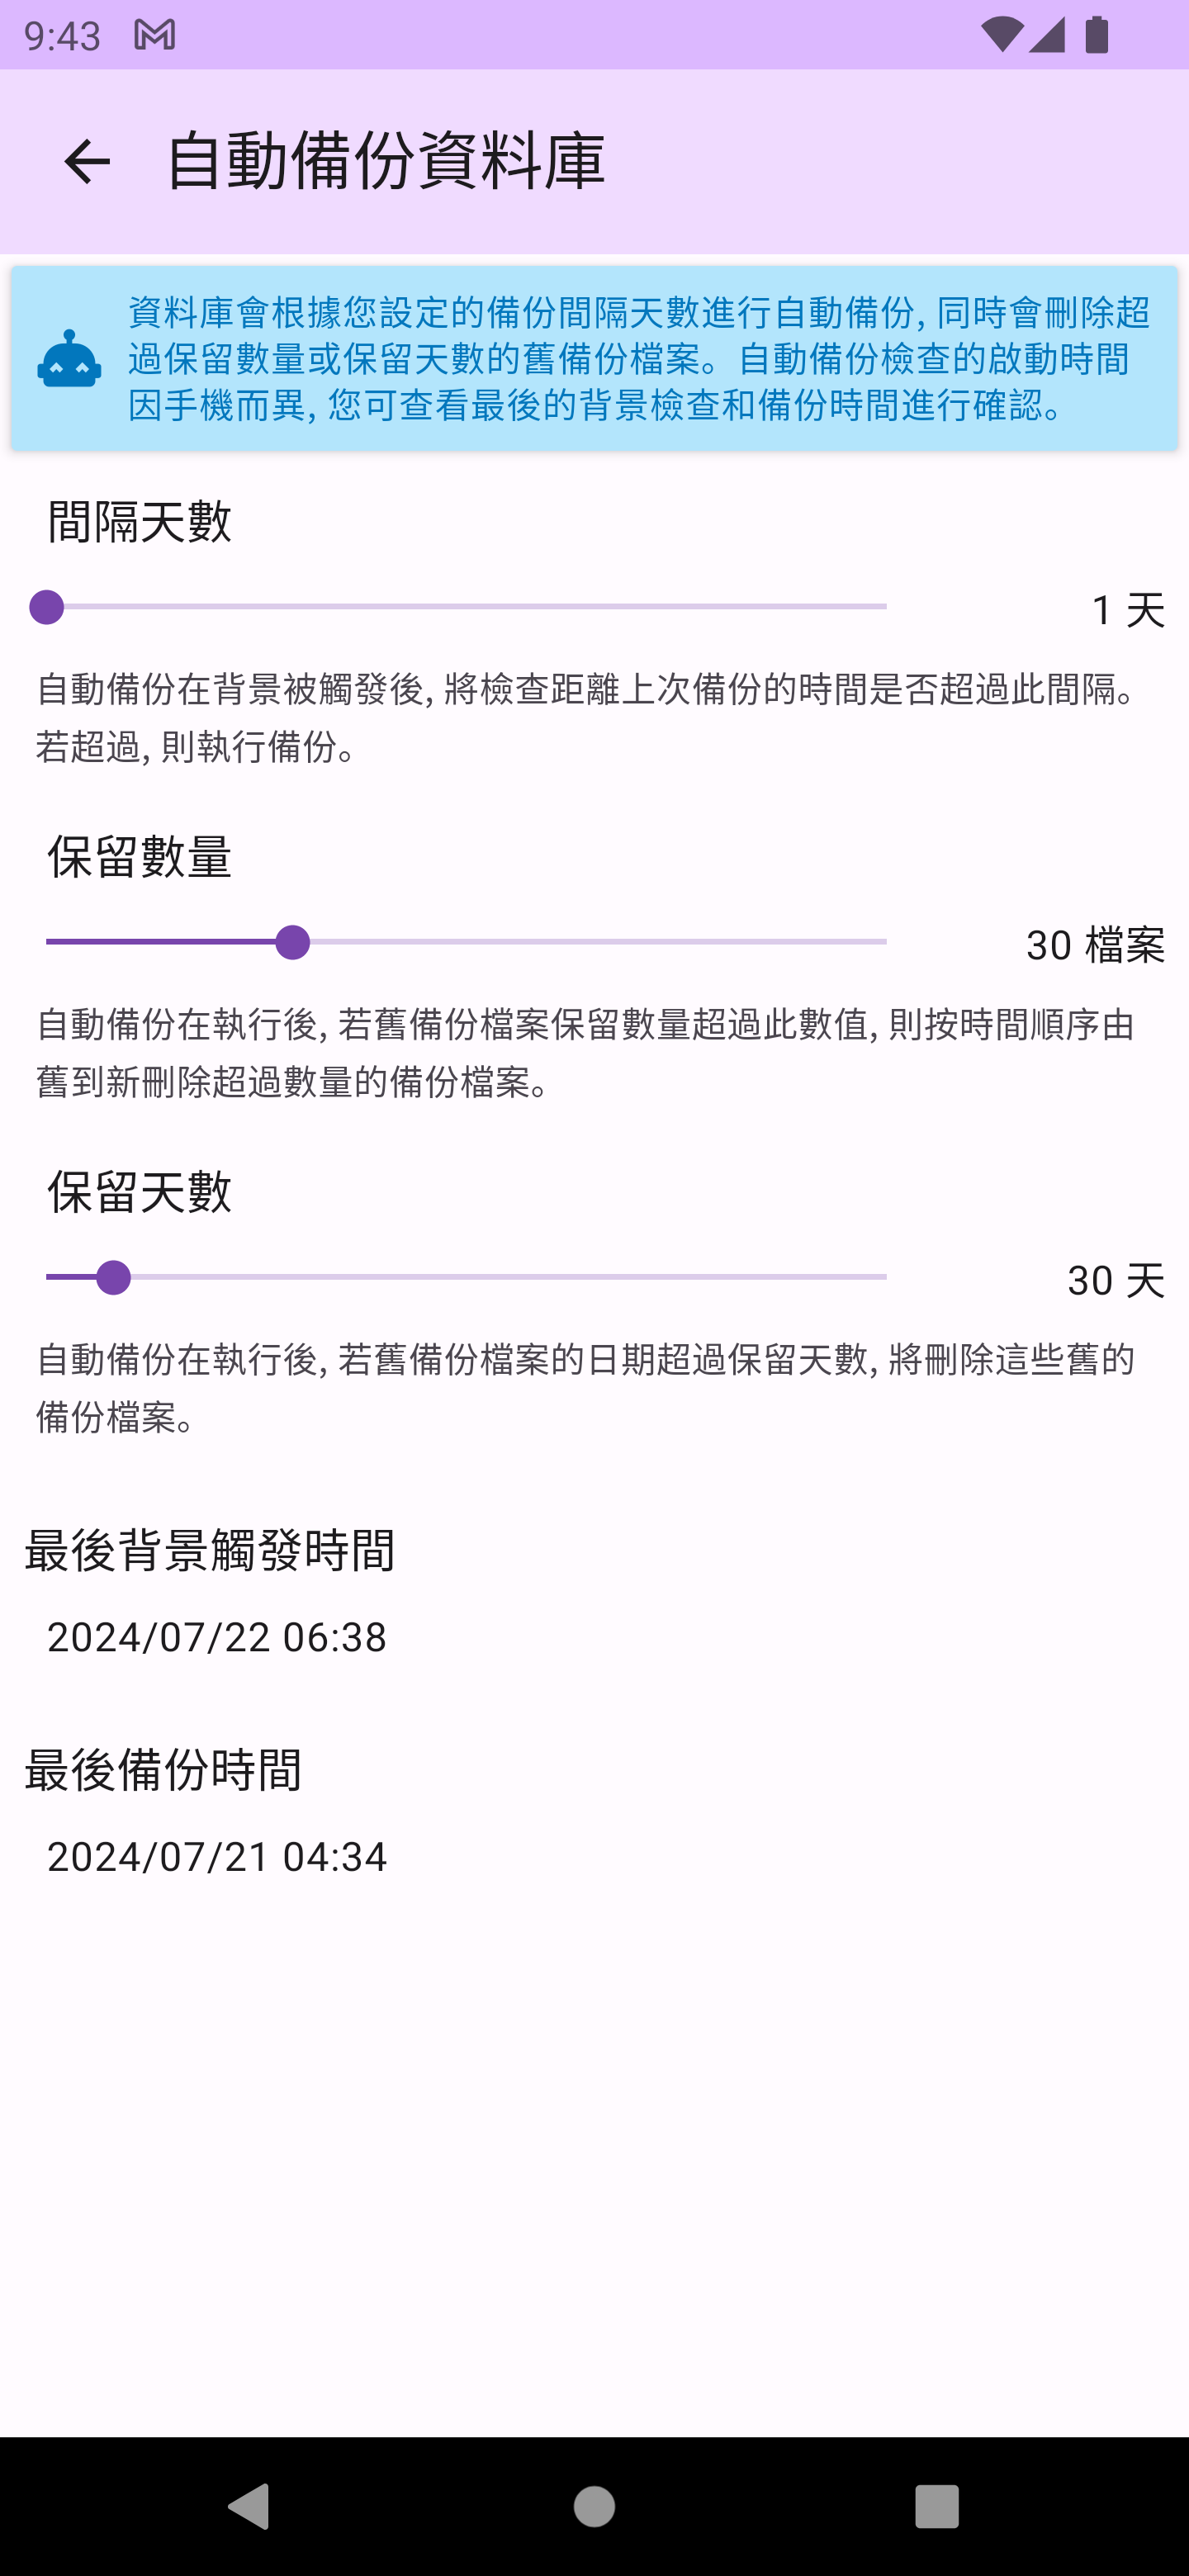 9:43
自動備份資料庫
資料庫會根據您設定的備份間隔天數進行自動備份, 同時會刪除超
過保留數量或保留天數的舊備份檔案。自動備份檢查的啟動時間
因手機而異, 您可查看最後的背景檢查和備份時間進行確認。
間隔天數
1 天
自動備份在背景被觸發後, 將檢查距離上次備份的時間是否超過此間隔。
若超過, 則執行備份。
保留數量
30 檔案
自動備份在執行後, 若舊備份檔案保留數量超過此數值, 則按時間順序由
舊到新刪除超過數量的備份檔案。
保留天數
30 天
自動備份在執行後, 若舊備份檔案的日期超過保留天數, 將刪除這些舊的
備份檔案。
最後背景觸發時間
2024/07/22 06:38
最後備份時間
2024/07/21 04:34